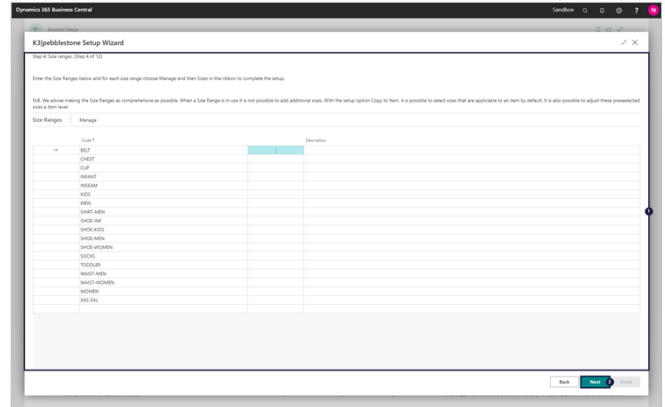 Dynamics 365 Business Central
Sandbox
?
N
Assisted Setup
K3|pebblestone Setup Wizard
Step 4: Size ranges. (Step 4 of 12)
Enter the Size Ranges below and for each size range choose Manage and then Sizes in the ribbon to complete the setup.
N.B. We advise making the Size Ranges as comprehensive as possible. When a Size Range is in use it is not possible to add additional sizes. With the setup option Copy to Item, it is possible to select sizes that are applicable to an item by default. It is also possible to adjust these preselected
sizes a item level.
Size Ranges
Manage
Code ↑
Description
→ BELT
CHEST
CUP
INFANT
INSEAM
KIDS
MEN
SHIRT-MEN
SHOE-INF
SHOE-KIDS
SHOE-MEN
SHOE-WOMEN
SOCKS
TODDLER
WAIST-MEN
WAIST-WOMEN
WOMEN
XXS-5XL
1
Back
Next
2
Finish